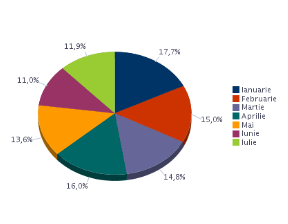 11,9%
17,7%
11,0%
15,0%
13,6%
14,8%
16,0%
Ianuarie
Februarie
Martie
Aprilie
Mai
Iunie
Iulie